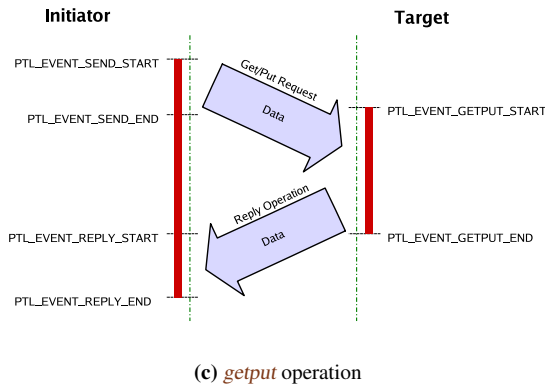 Initiator
Target
PTL_EVENT_SEND_START
Get/Put Request
Data
PTL_EVENT_GETPUT_START
PTL_EVENT_SEND_END
Reply Operation
Data
PTL_EVENT_REPLY_START
PTL_EVENT_GETPUT_END
PTL_EVENT_REPLY_END
(c) getput operation